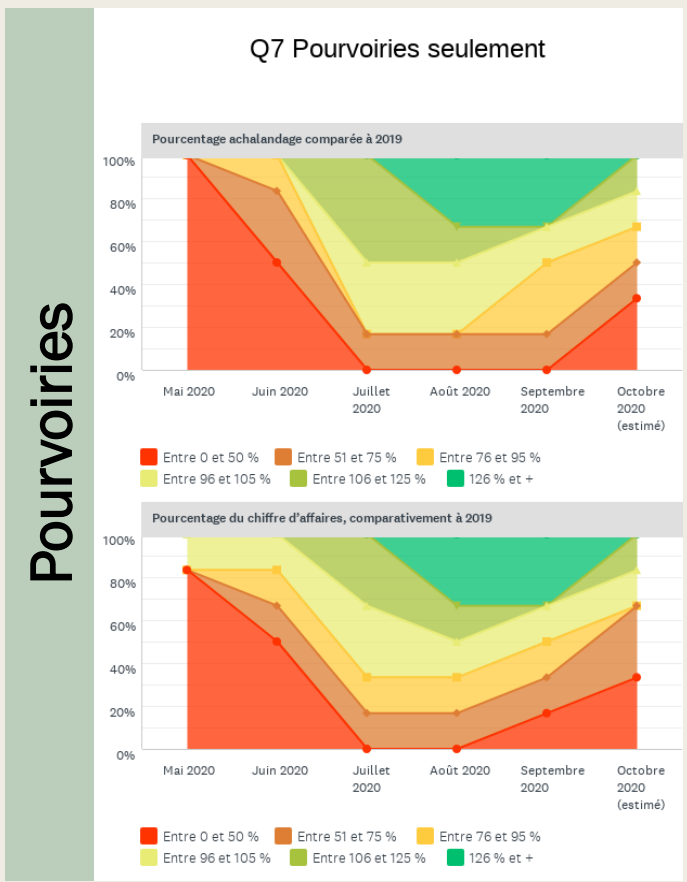 Q7 Pourvoiries seulement
Pourvoiries
Pourcentage achalandage comparée à 2019
100%
80%
60%
40%
20%
0%
Mai 2020 Juin 2020 Juillet Août 2020 Septembre Octobre
2020 2020 2020
(estimé)
Entre 0 et 50 % Entre 51 et 75 % Entre 76 et 95 %
Entre 96 et 105 % Entre 106 et 125 % 126 % et +
Pourcentage du chiffre d'affaires, comparativement à 2019
100%
80%
60%
40%
20%
0%
Mai 2020 Juin 2020 Juillet Août 2020 Septembre Octobre
2020 2020 2020
(estimé)
Entre 0 et 50 % Entre 51 et 75 % Entre 76 et 95 %
Entre 96 et 105 % Entre 106 et 125 % 126 % et +